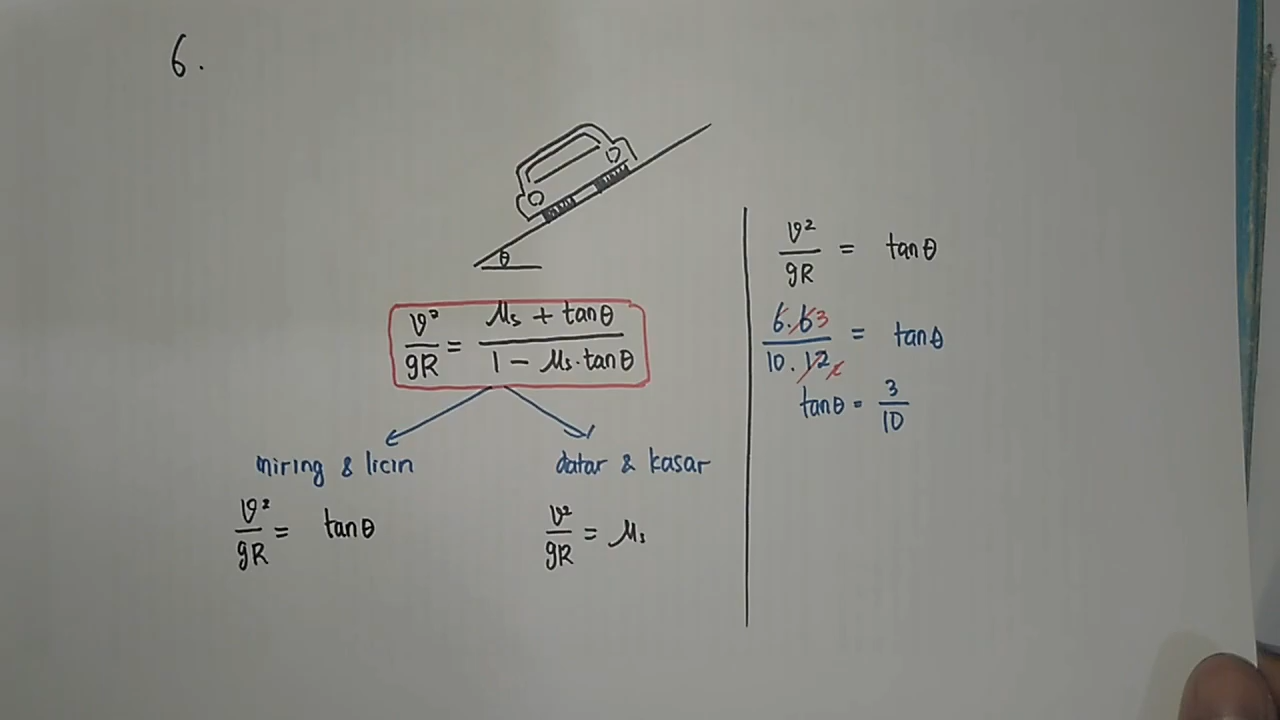 6.
θ
v²/gR = (μs + tanθ)/(1 - μs·tanθ)
miring & licin
v²/gR = tanθ
datar & kasar
v²/gR = μs
v²/gR = tanθ
6·6 3/10·12 2 = tanθ
tanθ = 3/10